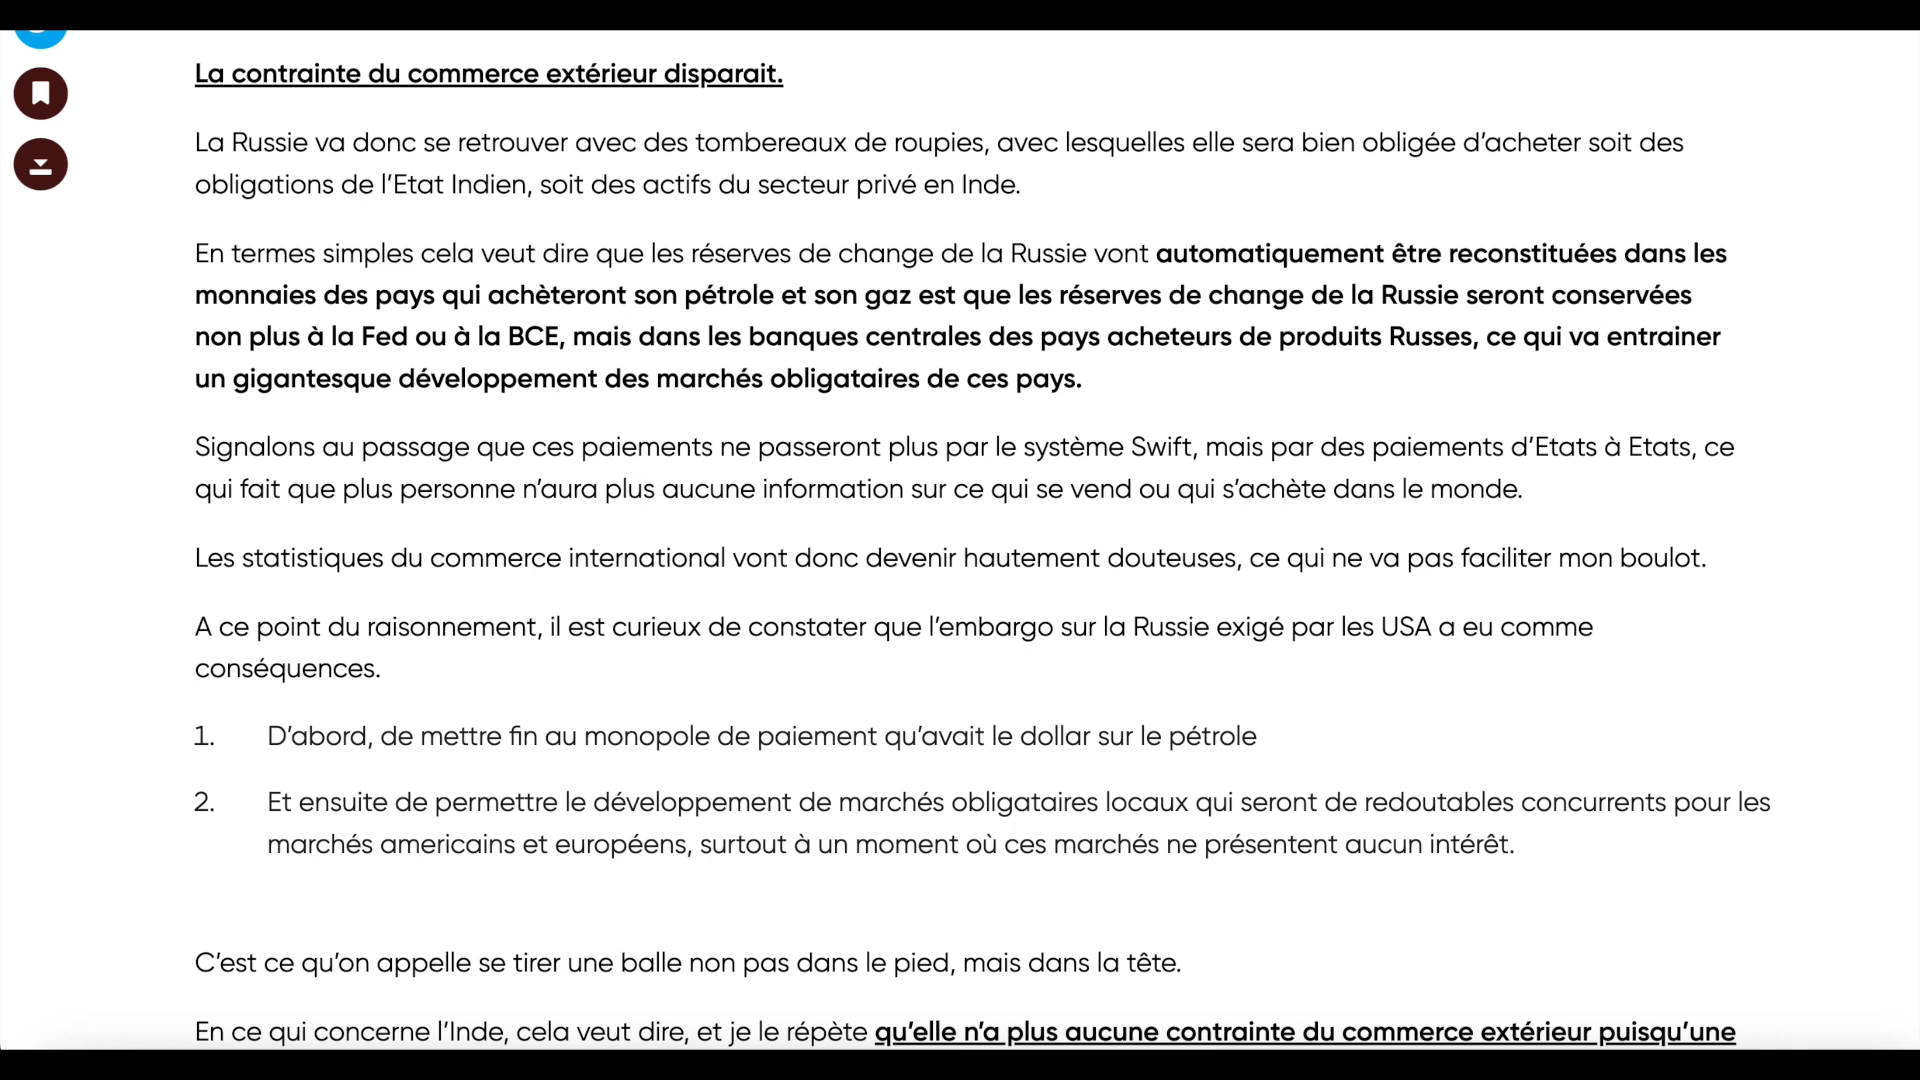 La contrainte du commerce extérieur disparait.
La Russie va donc se retrouver avec des tombereaux de roupies, avec lesquelles elle sera bien obligée d’acheter soit des
obligations de l’Etat Indien, soit des actifs du secteur privé en Inde.
En termes simples cela veut dire que les réserves de change de la Russie vont automatiquement être reconstituées dans les
monnaies des pays qui achèteront son pétrole et son gaz est que les réserves de change de la Russie seront conservées
non plus à la Fed ou à la BCE, mais dans les banques centrales des pays acheteurs de produits Russes, ce qui va entrainer
un gigantesque développement des marchés obligataires de ces pays.
Signalons au passage que ces paiements ne passeront plus par le système Swift, mais par des paiements d’Etats à Etats, ce
qui fait que plus personne n’aura plus aucune information sur ce qui se vend ou qui s’achète dans le monde.
Les statistiques du commerce international vont donc devenir hautement douteuses, ce qui ne va pas faciliter mon boulot.
A ce point du raisonnement, il est curieux de constater que l’embargo sur la Russie exigé par les USA a eu comme
conséquences.
1. D’abord, de mettre fin au monopole de paiement qu’avait le dollar sur le pétrole
2. Et ensuite de permettre le développement de marchés obligataires locaux qui seront de redoutables concurrents pour les
marchés americains et européens, surtout à un moment où ces marchés ne présentent aucun intérêt.
C’est ce qu’on appelle se tirer une balle non pas dans le pied, mais dans la tête.
En ce qui concerne l’Inde, cela veut dire, et je le répète qu’elle n’a plus aucune contrainte du commerce extérieur puisqu’une